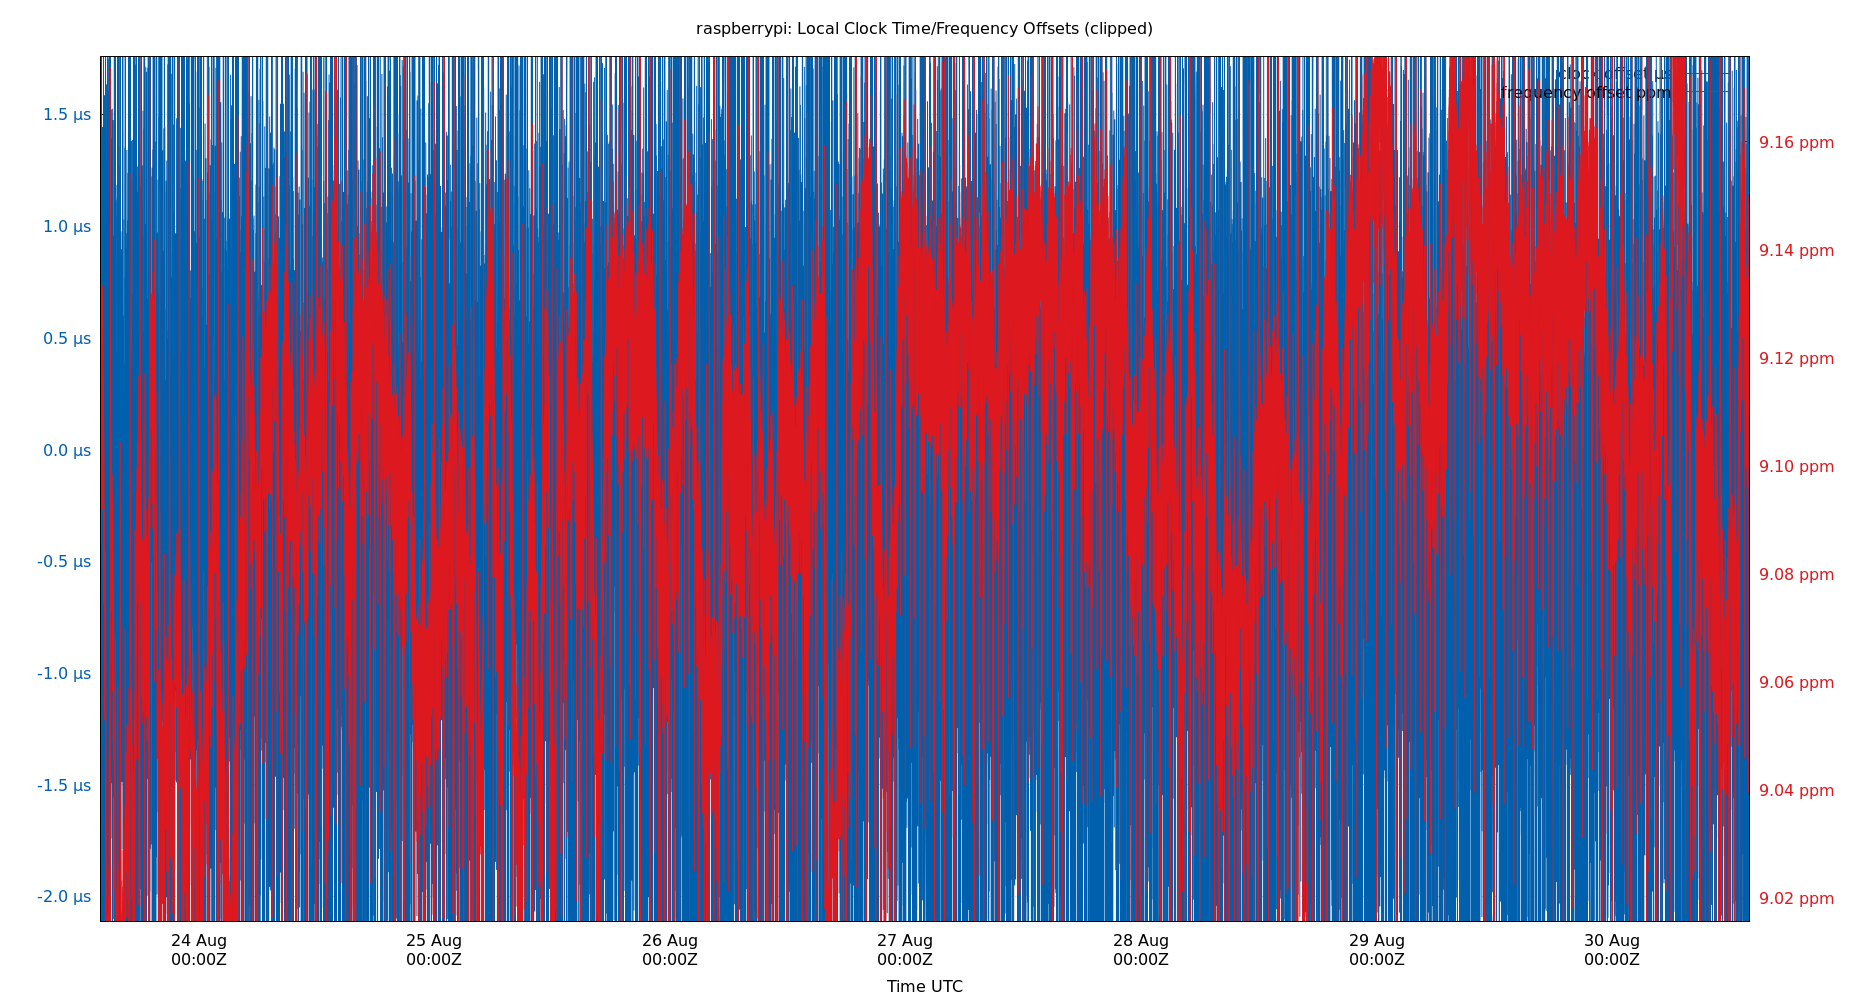 raspberrypi: Local Clock Time/Frequency Offsets (clipped)
clock offset µs
frequency offset ppm
1.5 µs
1.0 µs
0.5 µs
0.0 µs
-0.5 µs
-1.0 µs
-1.5 µs
-2.0 µs
9.16 ppm
9.14 ppm
9.12 ppm
9.10 ppm
9.08 ppm
9.06 ppm
9.04 ppm
9.02 ppm
24 Aug
00:00Z
25 Aug
00:00Z
26 Aug
00:00Z
27 Aug
00:00Z
28 Aug
00:00Z
29 Aug
00:00Z
30 Aug
00:00Z
Time UTC